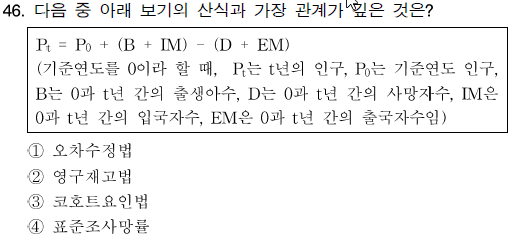 46. 다음 중 아래 보기의 산식과 가장 관계가 깊은 것은?
Pt = P0 + (B + IM) - (D + EM)
(기준연도를 0이라 할 때, Pt는 t년의 인구, P0는 기준연도 인구,
B는 0과 t년 간의 출생아수, D는 0과 t년 간의 사망자수, IM은
0과 t년 간의 입국자수, EM은 0과 t년 간의 출국자수임)
① 오차수정법
② 영구재고법
③ 코호트요인법
④ 표준조사망률